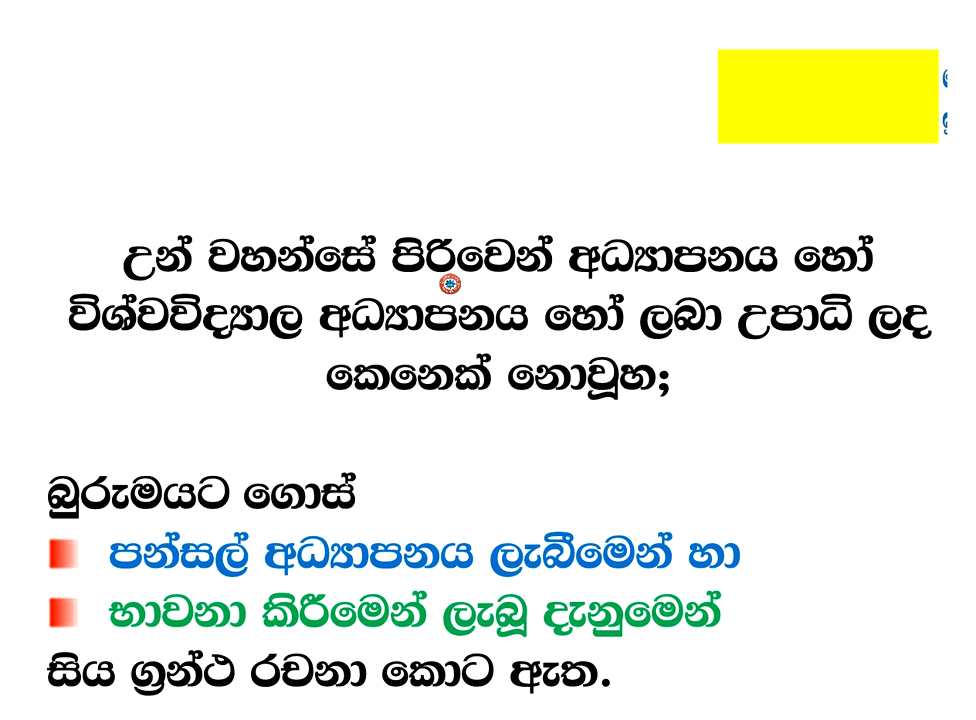 උන් වහන්සේ පිරිවෙන් අධ්‍යාපනය හෝ
විශ්වවිද්‍යාල අධ්‍යාපනය හෝ ලබා උපාධි ලද
කෙනෙක් නොවූහ;
බුරුමයට ගොස්
පන්සල් අධ්‍යාපනය ලැබීමෙන් හා
භාවනා කිරීමෙන් ලැබූ දැනුමෙන්
සිය ග්‍රන්ථ රචනා කොට ඇත.